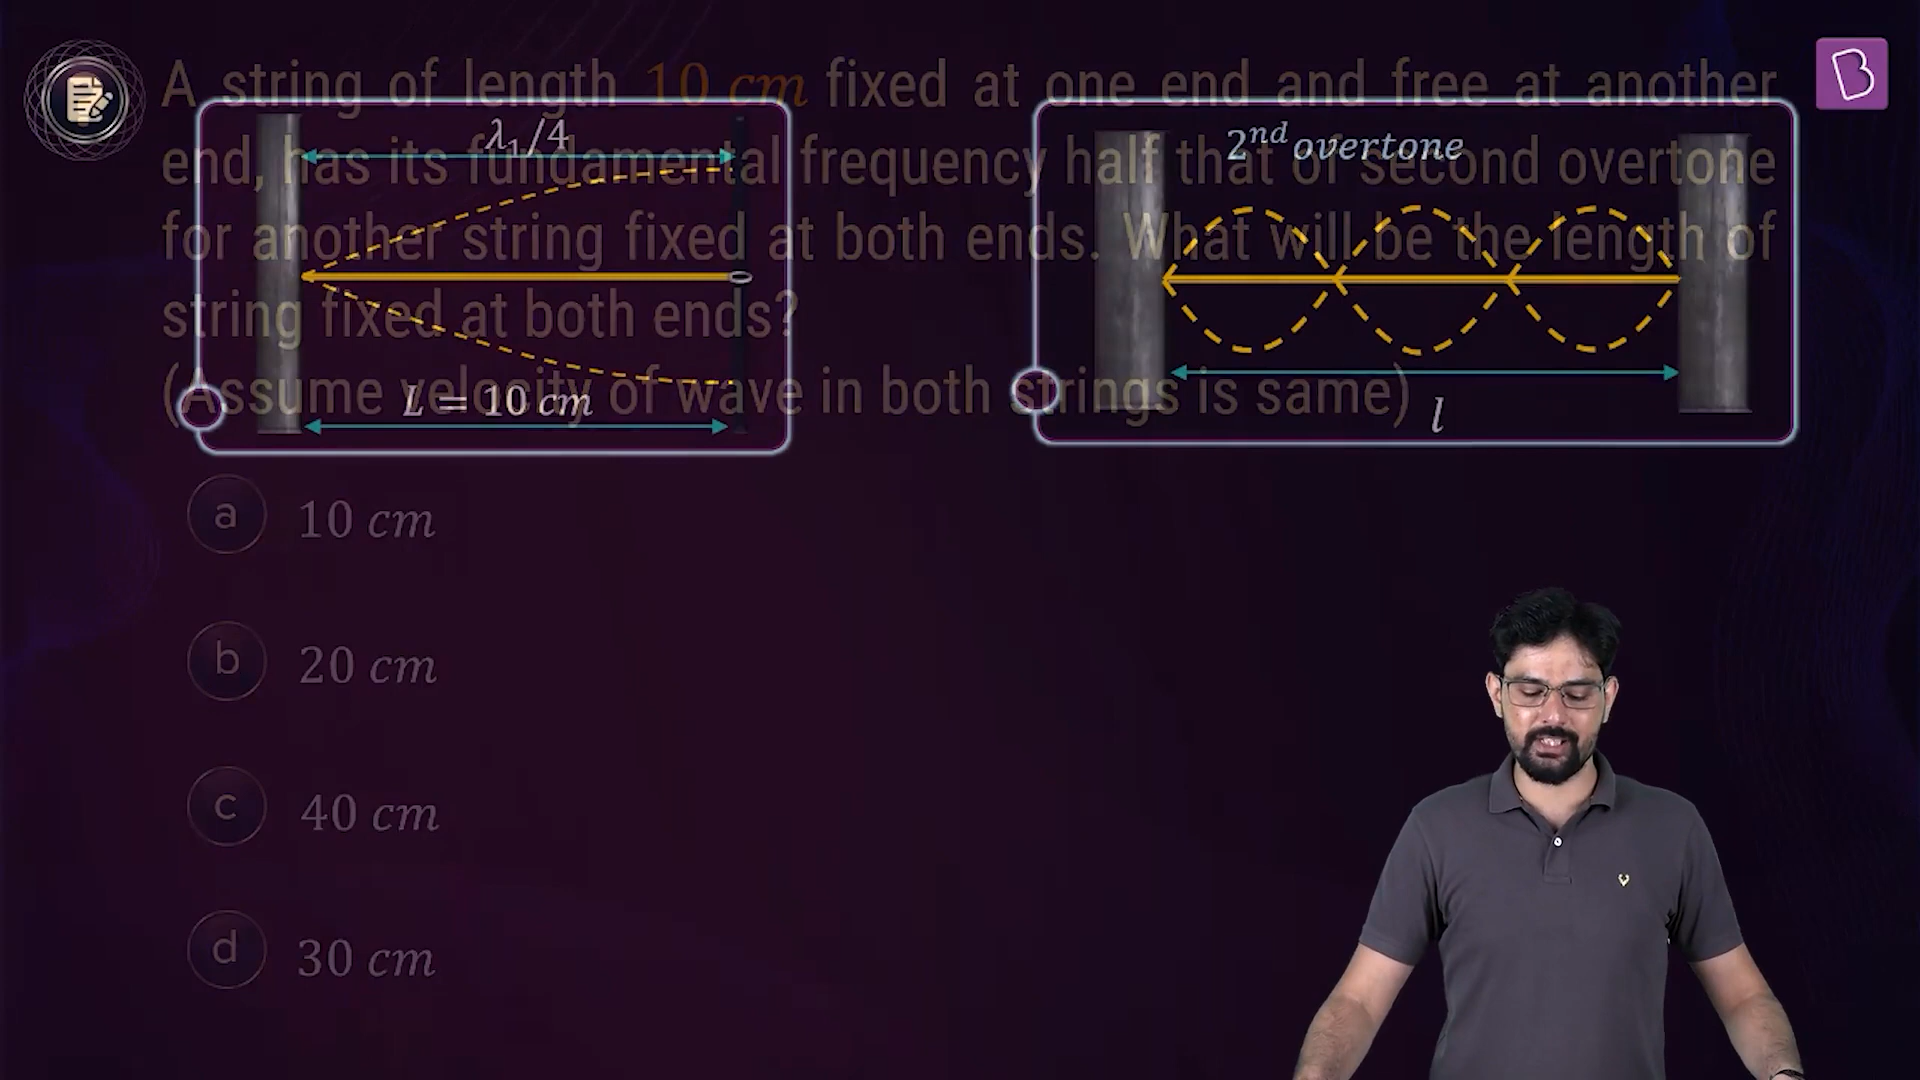 A string of length 10 cm fixed at one end and free at another
end, has its fundamental frequency half that of second overtone
for another string fixed at both ends. What will be the length of
string fixed at both ends?
(Assume velocity of wave in both strings is same)
λ₁/4
L = 10 cm
2ⁿᵈ overtone
l
a 10 cm
b 20 cm
c 40 cm
d 30 cm
B